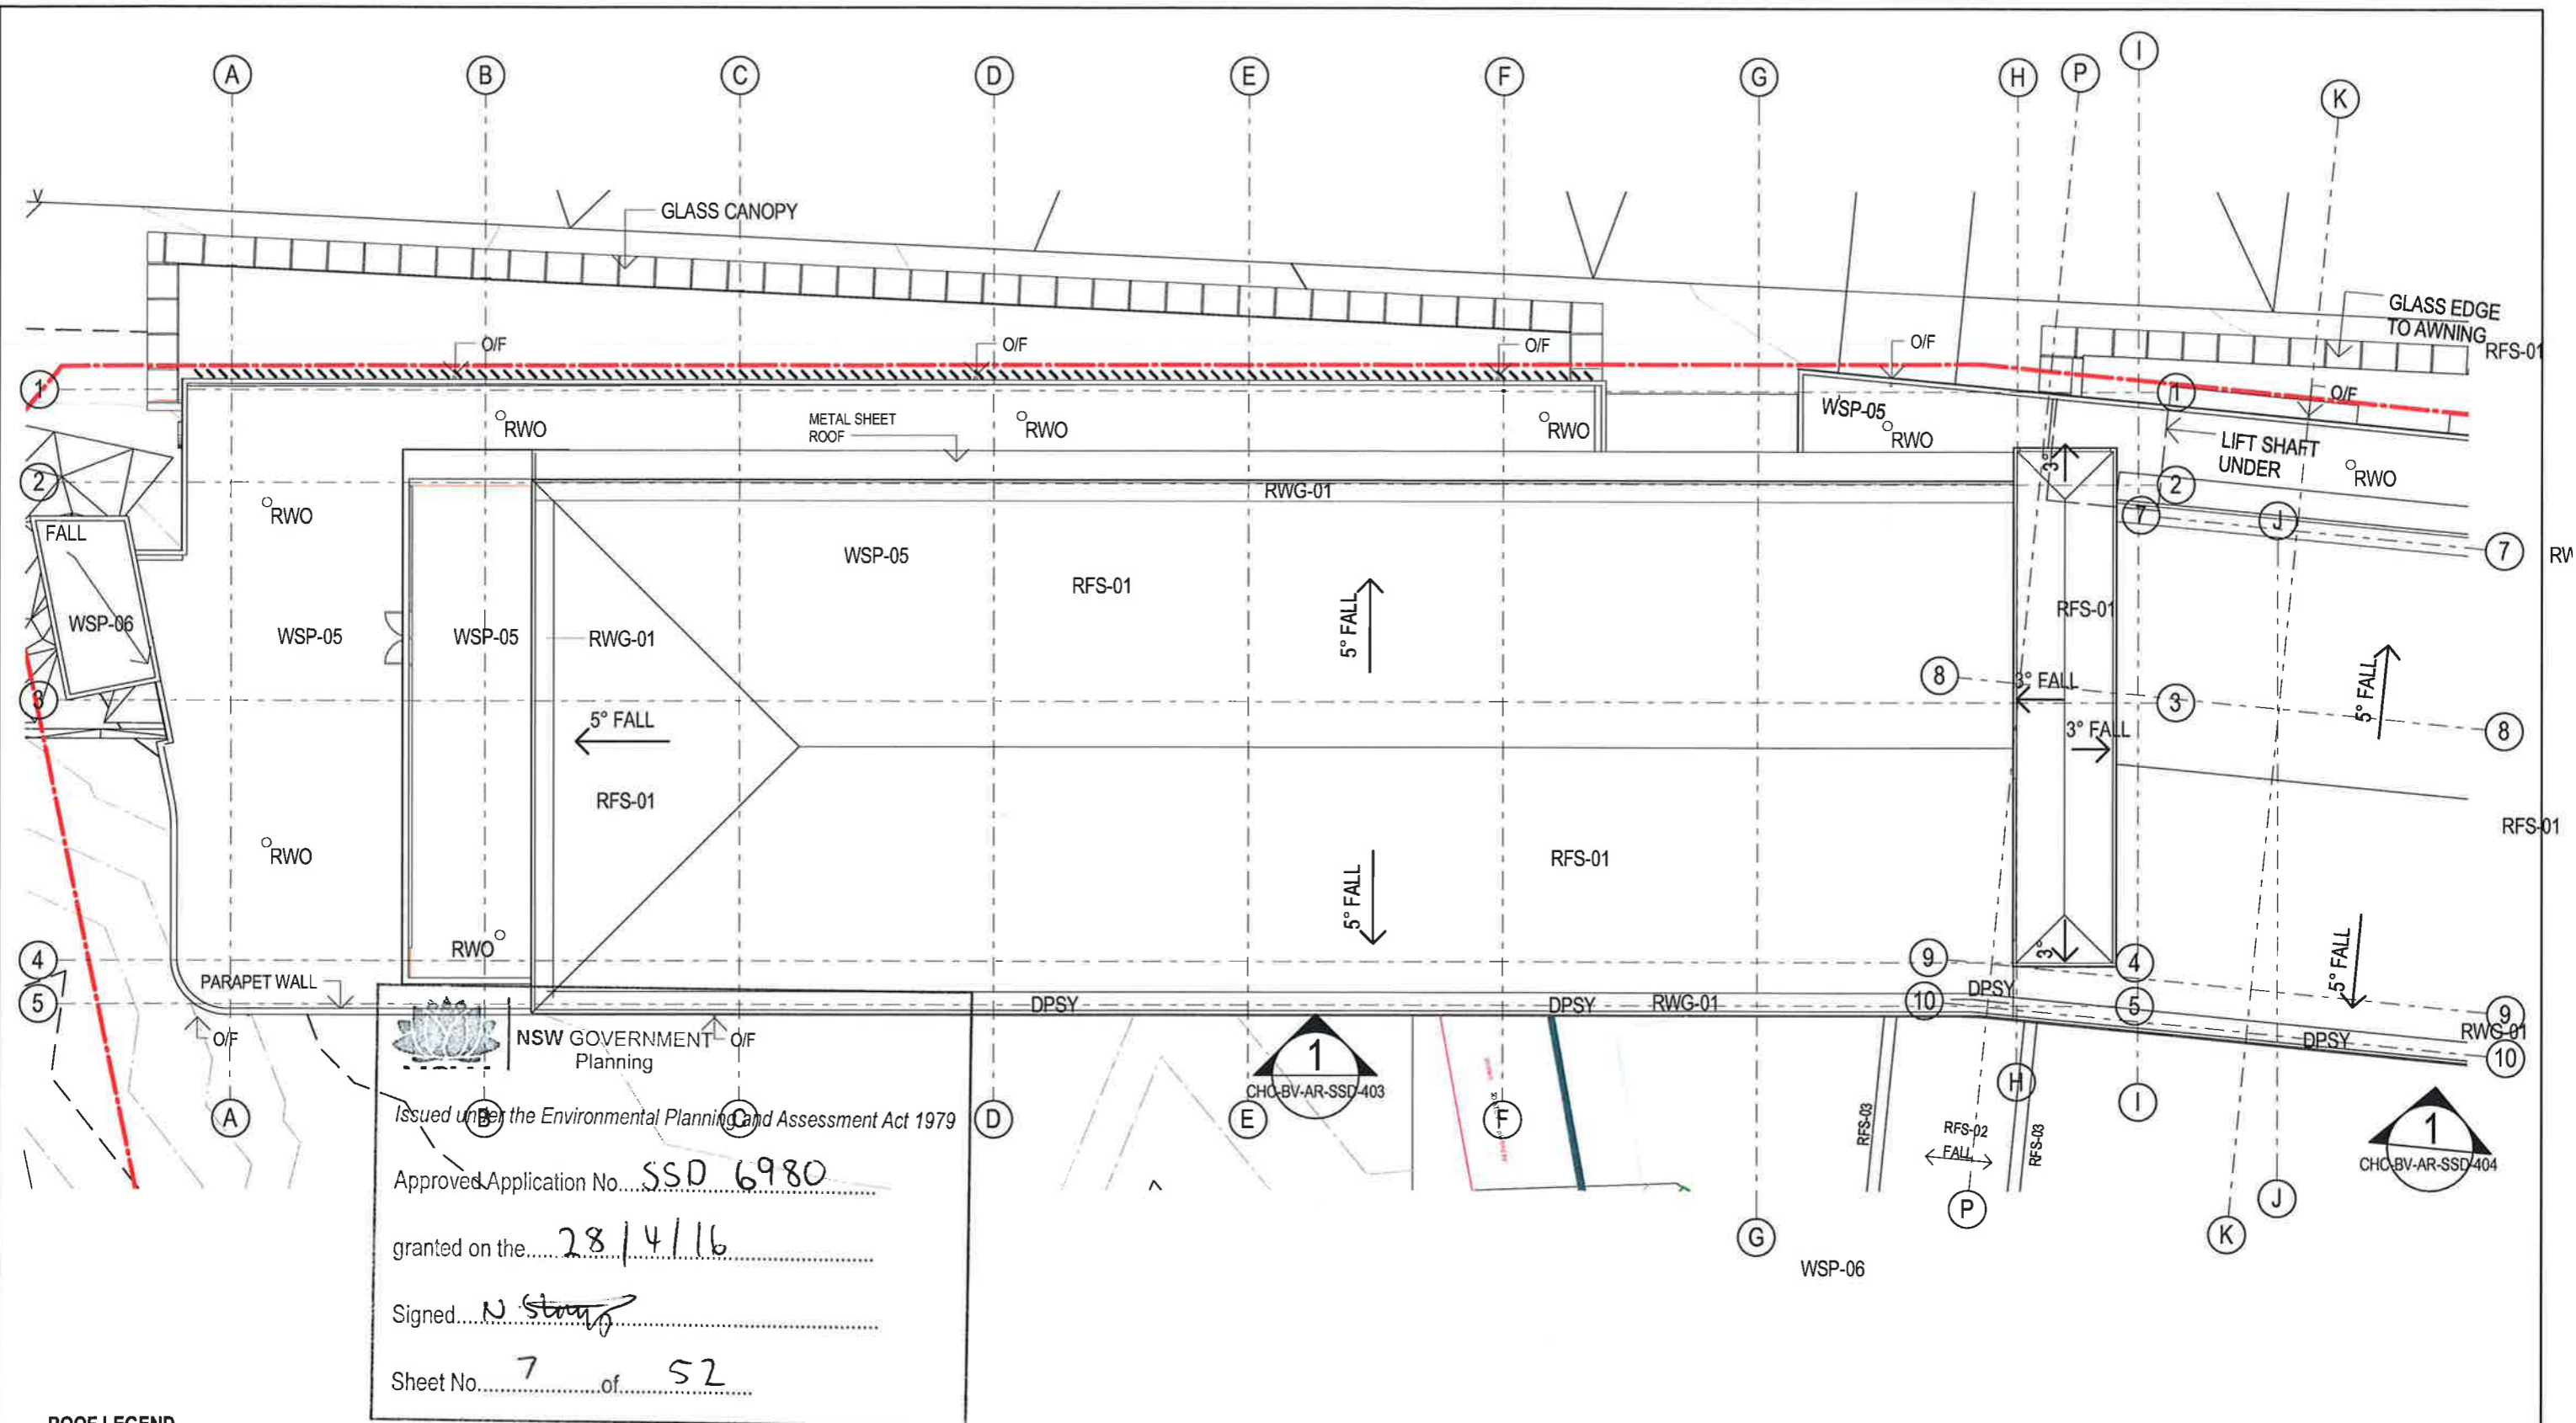 A B C D E F G H P I K
GLASS CANOPY
GLASS EDGE
TO AWNING
RFS-01
O/F O/F O/F O/F O/F
1 1
RWO RWO RWO
METAL SHEET
ROOF
WSP-05
RWO
LIFT SHAFT
UNDER
RWO
2 2
RWG-01
3°
7 J 7
RWO
FALL
WSP-05
RFS-01
RFS-01
WSP-06
WSP-05
WSP-05
RWG-01
5° FALL
5° FALL
8 3° FALL
3 3
8
3° FALL
5° FALL
RFS-01
RFS-01
RFS-01
RWO
5° FALL
5° FALL
RWO
3°
4 9 4 9
PARAPET WALL
5 10 5 10
DPSY DPSY RWG-01 DPSY DPSY RWG-01
O/F O/F
NSW GOVERNMENT
Planning
1
CHC-BV-AR-SSD-403
1
CHC-BV-AR-SSD-404
RFS-03
RFS-02
FALL
RFS-03
A B C D E F G H I P J K
Issued under the Environmental Planning and Assessment Act 1979
Approved Application No. SSD 6980
granted on the 28/4/16
Signed N
Sheet No. 7 of 52
WSP-06
ROOF LEGEND